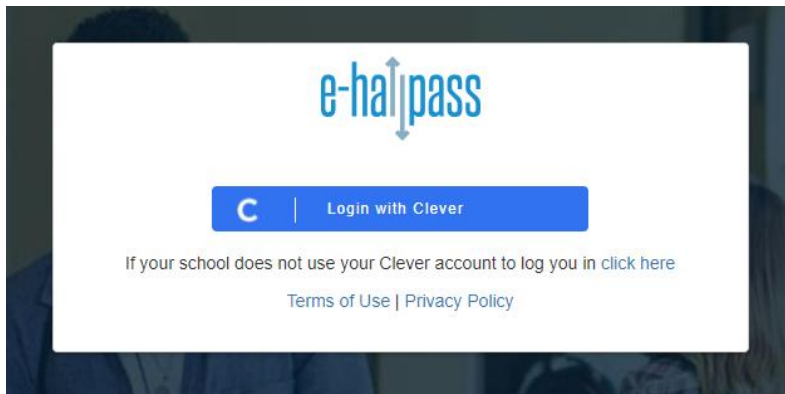 e-hallpass
C | Login with Clever
If your school does not use your Clever account to log you in click here
Terms of Use | Privacy Policy